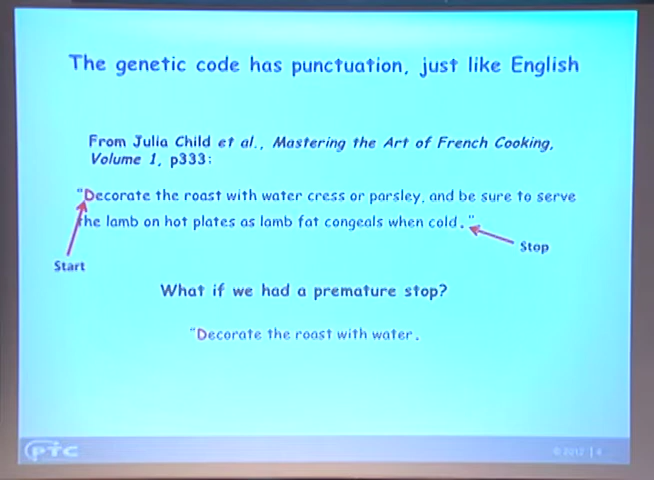 The genetic code has punctuation, just like English
From Julia Child et al., Mastering the Art of French Cooking,
Volume 1, p333:
"Decorate the roast with water cress or parsley, and be sure to serve
the lamb on hot plates as lamb fat congeals when cold."
Start
Stop
What if we had a premature stop?
"Decorate the roast with water.
PTC
© 2012 | 4